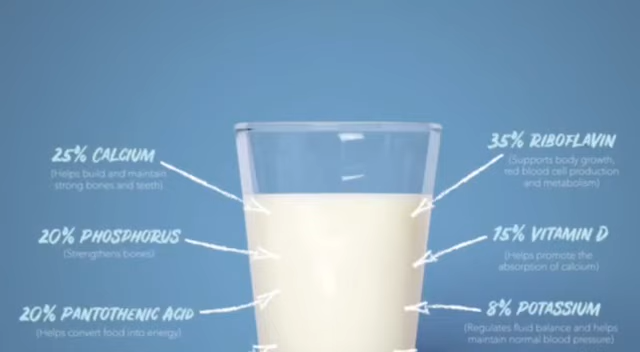 25% CALCIUM
(Helps build and maintain
strong bones and teeth)
20% PHOSPHORUS
(Strengthens bones)
20% PANTOTHENIC ACID
(Helps convert food into energy)
35% RIBOFLAVIN
(Supports body growth,
red blood cell production
and metabolism)
15% VITAMIN D
(Helps promote the
absorption of calcium)
8% POTASSIUM
(Regulates fluid balance and helps
maintain normal blood pressure)